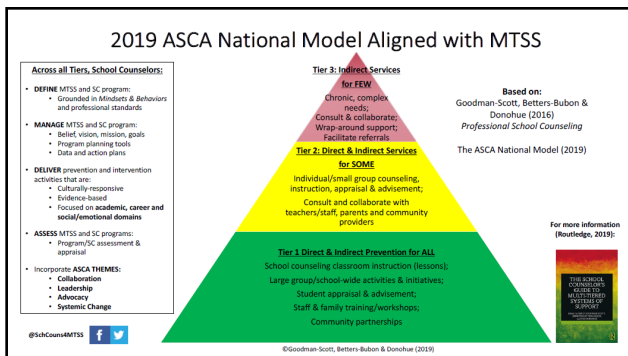 2019 ASCA National Model Aligned with MTSS
Across all Tiers, School Counselors:
• DEFINE MTSS and SC program:
• Grounded in Mindsets & Behaviors
and professional standards
• MANAGE MTSS and SC program:
• Belief, vision, mission, goals
• Program planning tools
• Data and action plans
• DELIVER prevention and intervention
activities that are:
• Culturally-responsive
• Evidence-based
• Focused on academic, career and
social/emotional domains
• ASSESS MTSS and SC programs:
• Program/SC assessment &
appraisal
• Incorporate ASCA THEMES:
• Collaboration
• Leadership
• Advocacy
• Systemic Change
@SchCouns4MTSS
Tier 3: Indirect Services
for FEW
Chronic, complex
needs;
Consult & collaborate;
Wrap-around support;
Facilitate referrals
Tier 2: Direct & Indirect Services
for SOME
Individual/small group counseling,
instruction, appraisal & advisement;
Consult and collaborate with
teachers/staff, parents and community
providers
Tier 1 Direct & Indirect Prevention for ALL
School counseling classroom instruction (lessons);
Large group/school-wide activities & initiatives;
Student appraisal & advisement;
Staff & family training/workshops;
Community partnerships
Based on:
Goodman-Scott, Betters-Bubon &
Donohue (2016)
Professional School Counseling
The ASCA National Model (2019)
For more information
(Routledge, 2019):
THE SCHOOL
COUNSELOR'S
GUIDE TO
MULTI-TIERED
SYSTEMS OF
SUPPORT
©Goodman-Scott, Betters-Bubon & Donohue (2019)